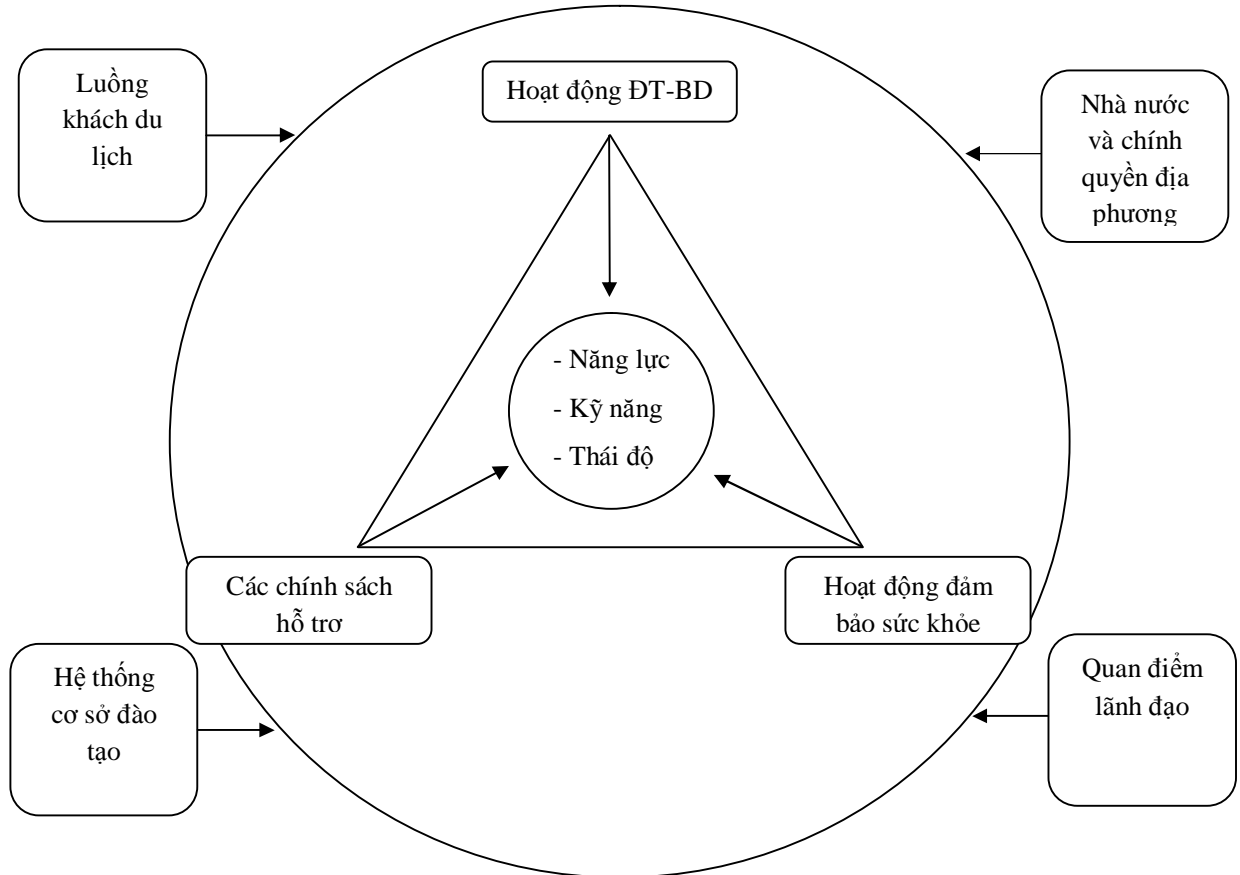 Luồng
khách du
lịch
Hoạt động ĐT-BD
Nhà nước
và chính
quyền địa
phương
- Năng lực
- Kỹ năng
- Thái độ
Các chính sách
hỗ trơ
Hoạt động đảm
bảo sức khỏe
Hệ thống
cơ sở đào
tạo
Quan điểm
lãnh đạo